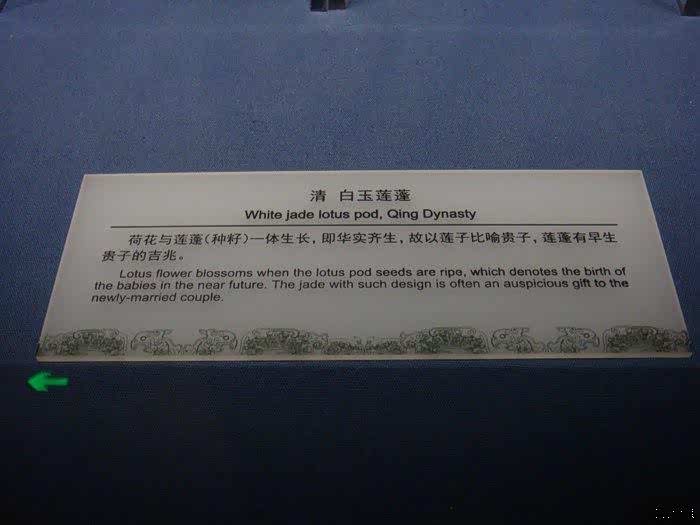 清 白玉莲蓬
White jade lotus pod, Qing Dynasty
荷花与莲蓬(种籽)一体生长,即华实齐生,故以莲子比喻贵子,莲蓬有早生
贵子的吉兆。
Lotus flower blossoms when the lotus pod seeds are ripe, which denotes the birth of
the babies in the near future. The jade with such design is often an auspicious gift to the
newly-married couple.